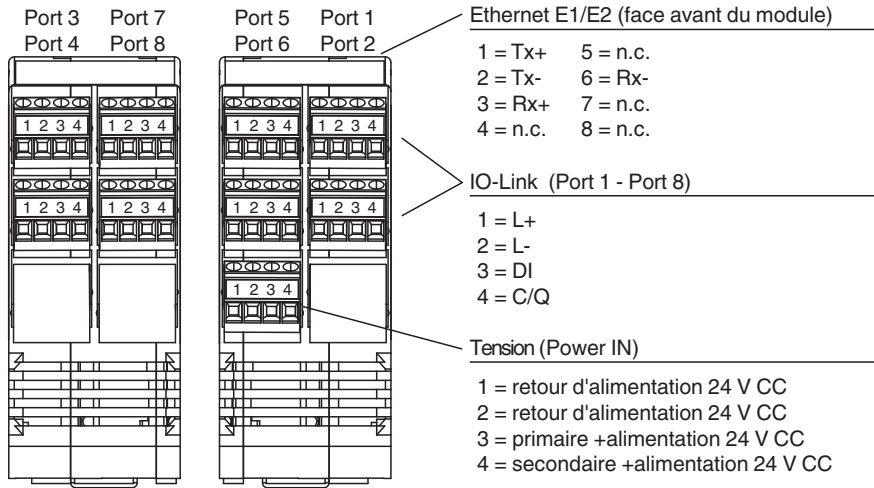 Port 3 Port 7 Port 5 Port 1
Port 4 Port 8 Port 6 Port 2
1 2 3 4 1 2 3 4 1 2 3 4 1 2 3 4
1 2 3 4 1 2 3 4 1 2 3 4 1 2 3 4
1 2 3 4
Ethernet E1/E2 (face avant du module)
1 = Tx+ 5 = n.c.
2 = Tx- 6 = Rx-
3 = Rx+ 7 = n.c.
4 = n.c. 8 = n.c.
IO-Link (Port 1 - Port 8)
1 = L+
2 = L-
3 = DI
4 = C/Q
Tension (Power IN)
1 = retour d'alimentation 24 V CC
2 = retour d'alimentation 24 V CC
3 = primaire +alimentation 24 V CC
4 = secondaire +alimentation 24 V CC